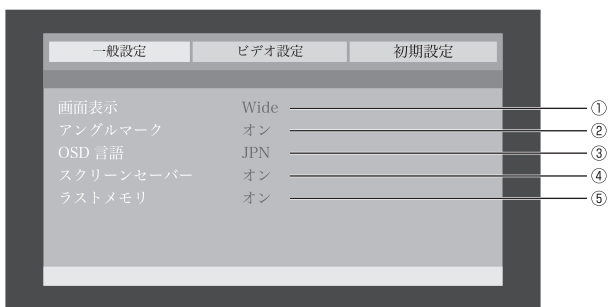 一般設定 ビデオ設定 初期設定
画面表示 Wide ①
アングルマーク オン ②
OSD 言語 JPN ③
スクリーンセーバー オン ④
ラストメモリ オン ⑤